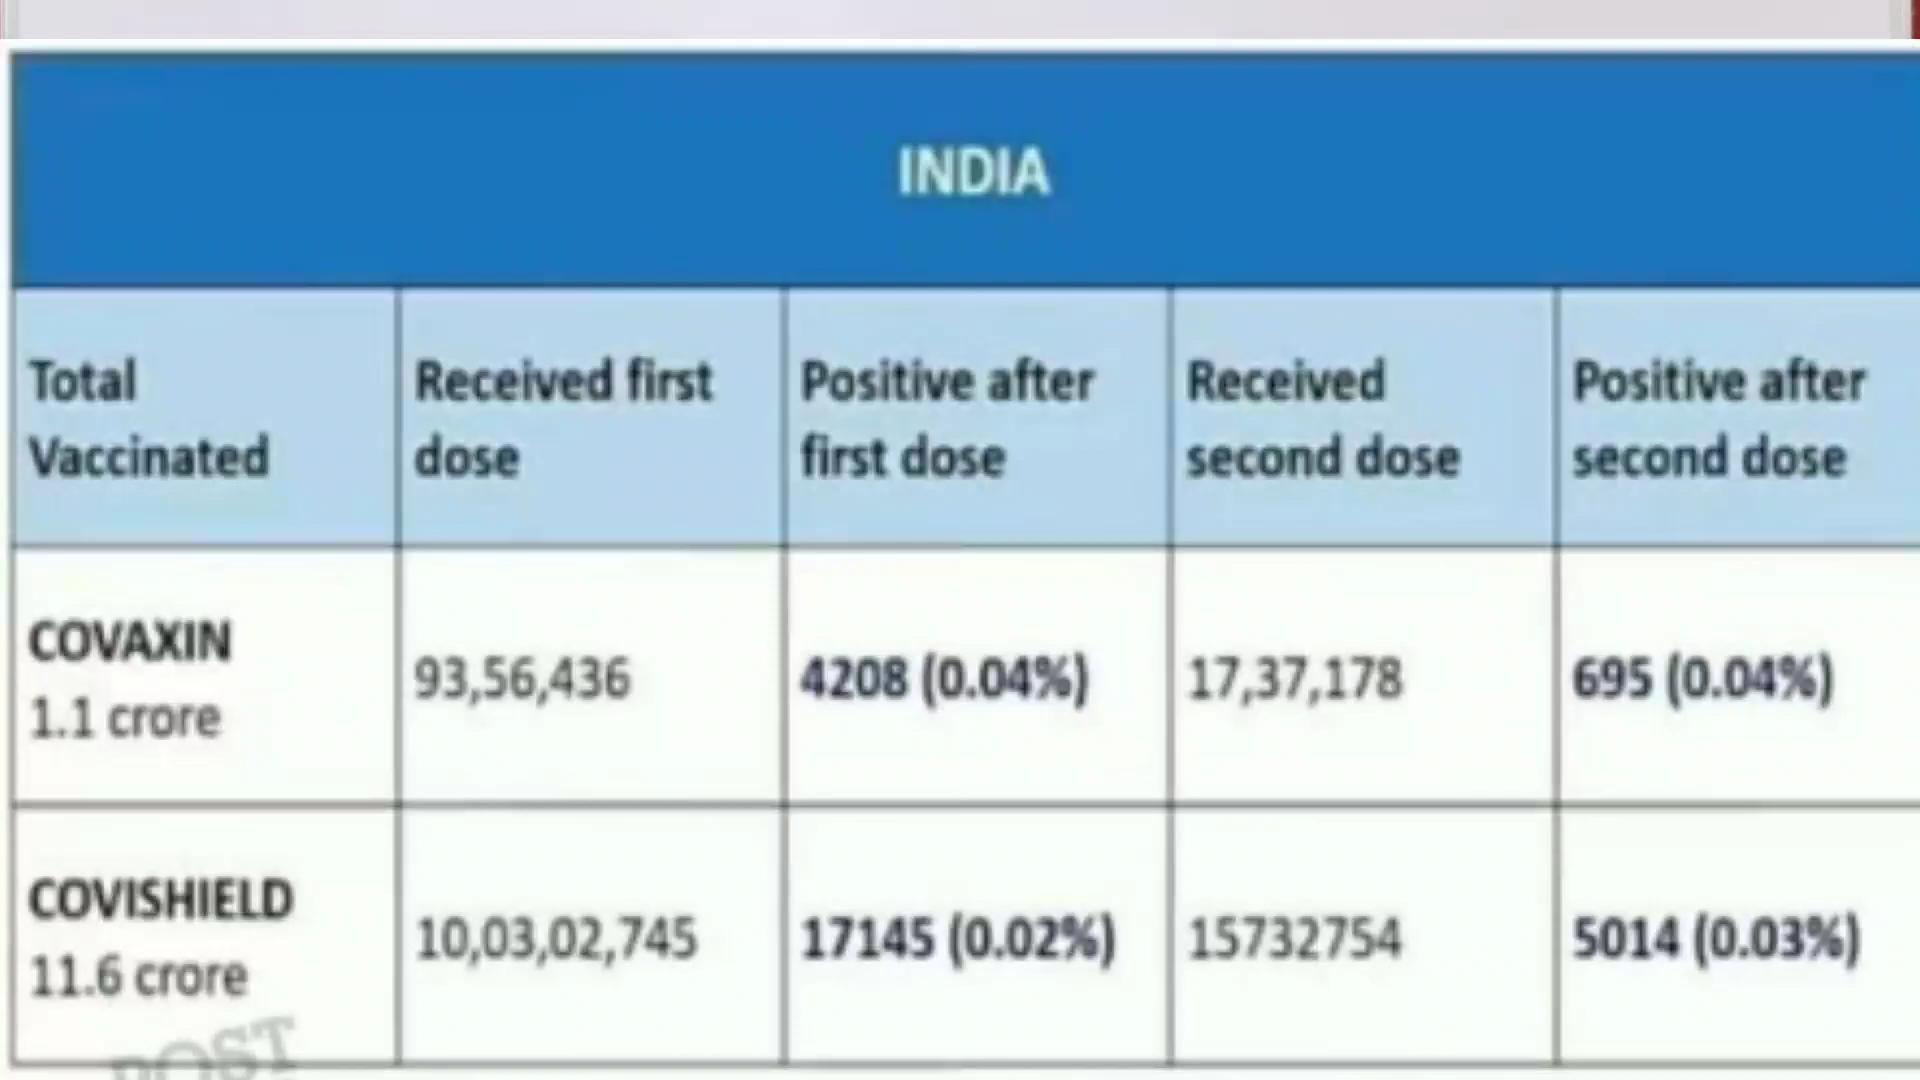 INDIA
Total
Vaccinated
Received first
dose
Positive after
first dose
Received
second dose
Positive after
second dose
COVAXIN
1.1 crore
93,56,436
4208 (0.04%)
17,37,178
695 (0.04%)
COVISHIELD
11.6 crore
10,03,02,745
17145 (0.02%)
15732754
5014 (0.03%)
POST